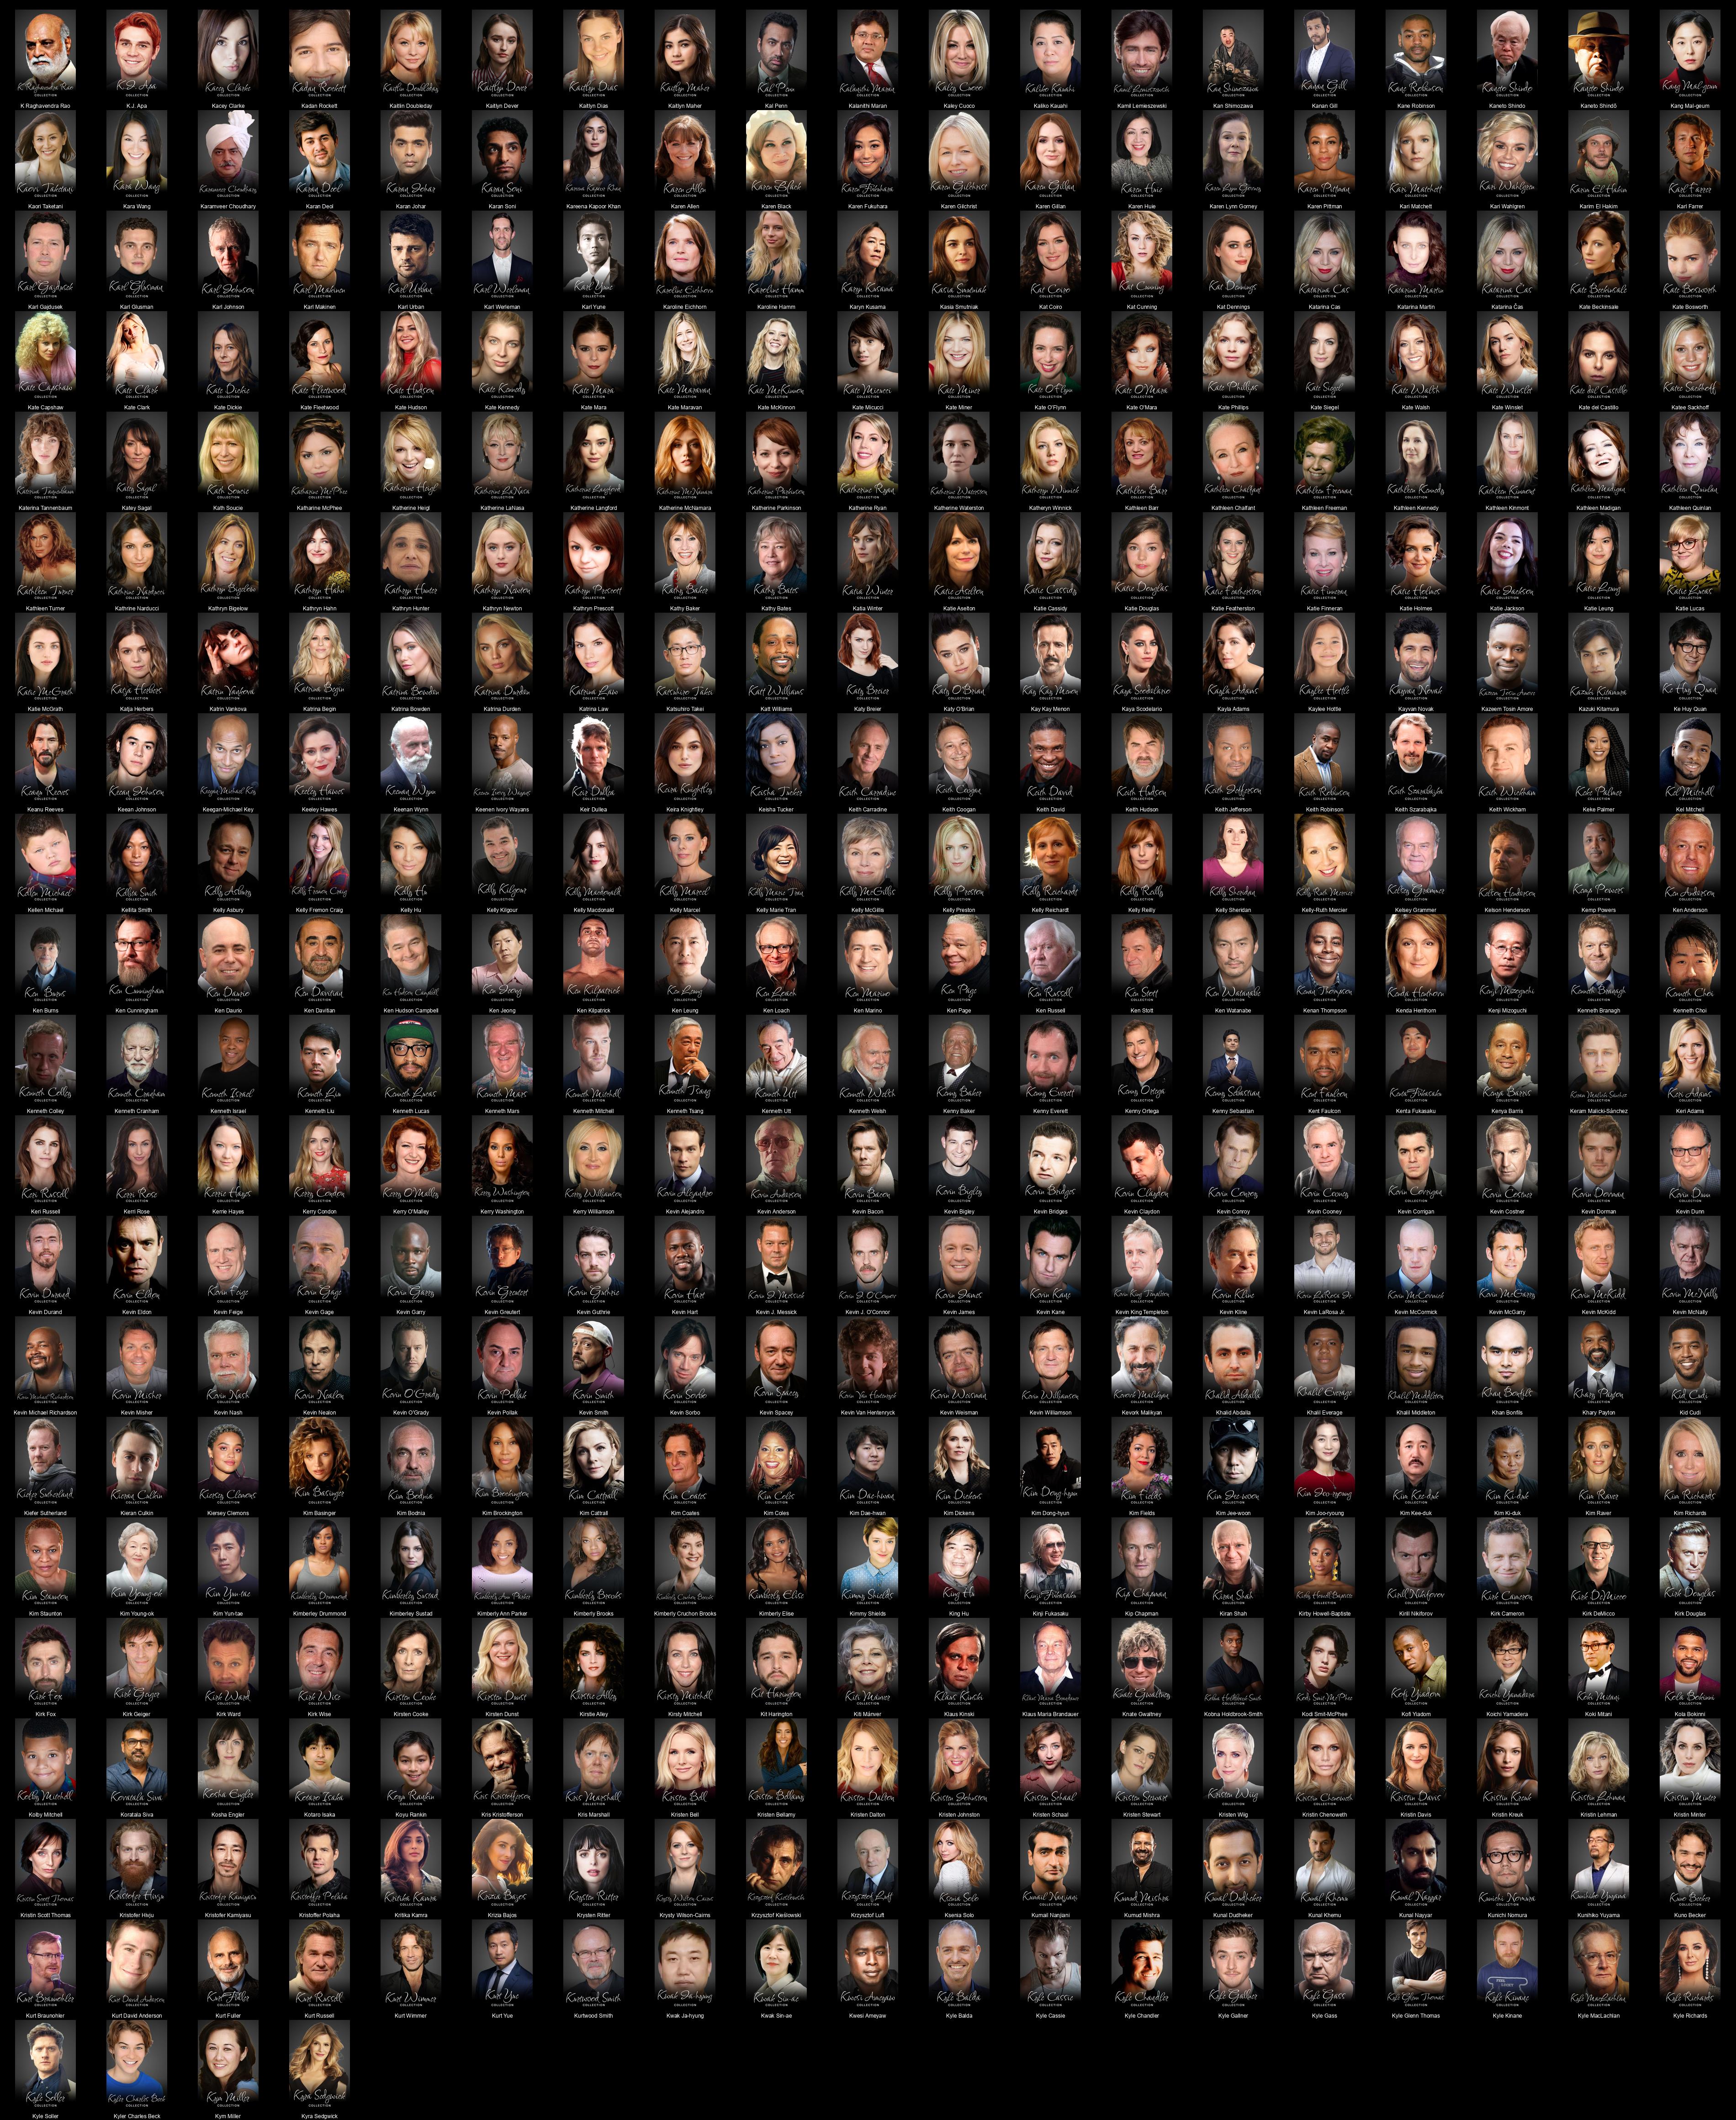 K Raghavendra Rao K.J. Apa Kacey Clarke Kadan Rockett Kaitlin Doubleday Kaitlyn Dever Kaitlyn Dias Kaitlyn Maher Kal Penn Kalanithi Maran Kaley Cuoco Kaliko Kauahi Kamil Lemieszewski Kan Shimozawa Kanan Gill Kane Robinson Kaneto Shindo Kaneto Shindō Kang Mal-geum
Kaori Taketani Kara Wang Karamveer Choudhary Karan Deol Karan Johar Karan Soni Kareena Kapoor Khan Karen Allen Karen Black Karen Fukuhara Karen Gilchrist Karen Gillan Karen Huie Karen Lynn Gorney Karen Pittman Kari Matchett Kari Wahlgren Karim El Hakim Karl Farrer
Karl Gajdusek Karl Glusman Karl Johnson Karl Makinen Karl Urban Karl Werleman Karl Yune Karoline Eichhorn Karoline Hamm Karyn Kusama Kasia Smutniak Kat Coiro Kat Cunning Kat Dennings Katarina Cas Katarina Martin Katarina Čas Kate Beckinsale Kate Bosworth
Kate Capshaw Kate Clark Kate Dickie Kate Fleetwood Kate Hudson Kate Kennedy Kate Mara Kate Maravan Kate McKinnon Kate Micucci Kate Miner Kate O'Flynn Kate O'Mara Kate Phillips Kate Siegel Kate Walsh Kate Winslet Kate del Castillo Katee Sackhoff
Katerina Tannenbaum Katey Sagal Kath Soucie Katharine McPhee Katherine Heigl Katherine LaNasa Katherine Langford Katherine McNamara Katherine Parkinson Katherine Ryan Katherine Waterston Katheryn Winnick Kathleen Barr Kathleen Chalfant Kathleen Freeman Kathleen Kennedy Kathleen Kinmont Kathleen Madigan Kathleen Quinlan
Kathleen Turner Kathrine Narducci Kathryn Bigelow Kathryn Hahn Kathryn Hunter Kathryn Newton Kathryn Prescott Kathy Baker Kathy Bates Katia Winter Katie Aselton Katie Cassidy Katie Douglas Katie Featherston Katie Finneran Katie Holmes Katie Jackson Katie Leung Katie Lucas
Katie McGrath Katja Herbers Katrin Vankova Katrina Begin Katrina Bowden Katrina Durden Katrina Law Katsuhiro Takei Katt Williams Katy Breier Katy O'Brian Kay Kay Menon Kaya Scodelario Kayla Adams Kaylee Hottle Kayvan Novak Kazeem Tosin Amore Kazuki Kitamura Ke Huy Quan
Keanu Reeves Keean Johnson Keegan-Michael Key Keeley Hawes Keenan Wynn Keenen Ivory Wayans Keir Dullea Keira Knightley Keisha Tucker Keith Carradine Keith Coogan Keith David Keith Hudson Keith Jefferson Keith Robinson Keith Szarabajka Keith Wickham Keke Palmer Kel Mitchell
Kellen Michael Kellita Smith Kelly Asbury Kelly Fremon Craig Kelly Hu Kelly Kilgour Kelly Macdonald Kelly Marcel Kelly Marie Tran Kelly McGillis Kelly Preston Kelly Reichardt Kelly Reilly Kelly Sheridan Kelly-Ruth Mercier Kelsey Grammer Kelson Henderson Kemp Powers Ken Anderson
Ken Burns Ken Cunningham Ken Daurio Ken Davitian Ken Hudson Campbell Ken Jeong Ken Kilpatrick Ken Leung Ken Loach Ken Marino Ken Page Ken Russell Ken Stott Ken Watanabe Kenan Thompson Kenda Henthorn Kenji Mizoguchi Kenneth Branagh Kenneth Choi
Kenneth Colley Kenneth Cranham Kenneth Israel Kenneth Liu Kenneth Lucas Kenneth Mars Kenneth Mitchell Kenneth Tsang Kenneth Utt Kenneth Welsh Kenny Baker Kenny Everett Kenny Ortega Kenny Sebastian Kent Faulcon Kenta Fukasaku Kenya Barris Keram Malicki-Sánchez Keri Adams
Keri Russell Kerri Rose Kerrie Hayes Kerry Condon Kerry O'Malley Kerry Washington Kerry Williamson Kevin Alejandro Kevin Anderson Kevin Bacon Kevin Bigley Kevin Bridges Kevin Claydon Kevin Conroy Kevin Cooney Kevin Corrigan Kevin Costner Kevin Dorman Kevin Dunn
Kevin Durand Kevin Eldon Kevin Feige Kevin Gage Kevin Garry Kevin Greutert Kevin Guthrie Kevin Hart Kevin J. Messick Kevin J. O'Connor Kevin James Kevin Kane Kevin King Templeton Kevin Kline Kevin LaRosa Jr. Kevin McCormick Kevin McGarry Kevin McKidd Kevin McNally
Kevin Michael Richardson Kevin Misher Kevin Nash Kevin Nealon Kevin O'Grady Kevin Pollak Kevin Smith Kevin Sorbo Kevin Spacey Kevin Van Hentenryck Kevin Weisman Kevin Williamson Kevork Malikyan Khalid Abdalla Khalil Everage Khalil Middleton Khan Bonfils Khary Payton Kid Cudi
Kiefer Sutherland Kieran Culkin Kiersey Clemons Kim Basinger Kim Bodnia Kim Brockington Kim Cattrall Kim Coates Kim Coles Kim Dae-hwan Kim Dickens Kim Dong-hyun Kim Fields Kim Jee-woon Kim Joo-ryoung Kim Kee-duk Kim Ki-duk Kim Raver Kim Richards
Kim Staunton Kim Young-ok Kim Yun-tae Kimberley Drummond Kimberley Sustad Kimberly Ann Parker Kimberly Brooks Kimberly Cruchon Brooks Kimberly Elise Kimmy Shields King Hu Kinji Fukasaku Kip Chapman Kiran Shah Kirby Howell-Baptiste Kirill Nikiforov Kirk Cameron Kirk DeMicco Kirk Douglas
Kirk Fox Kirk Geiger Kirk Ward Kirk Wise Kirsten Cooke Kirsten Dunst Kirstie Alley Kirsty Mitchell Kit Harington Kiti Mánver Klaus Kinski Klaus Maria Brandauer Knate Gwaltney Kobna Holdbrook-Smith Kodi Smit-McPhee Kofi Yiadom Koichi Yamadera Koki Mitani Kola Bokinni
Kolby Mitchell Koratala Siva Kosha Engler Kotaro Isaka Koyu Rankin Kris Kristofferson Kris Marshall Kristen Bell Kristen Bellamy Kristen Dalton Kristen Johnston Kristen Schaal Kristen Stewart Kristen Wiig Kristin Chenoweth Kristin Davis Kristin Kreuk Kristin Lehman Kristin Minter
Kristin Scott Thomas Kristofer Hivju Kristofer Kamiyasu Kristoffer Polaha Kritika Kamra Krizia Bajos Krysten Ritter Krysty Wilson-Cairns Krzysztof Kieślowski Krzysztof Luft Ksenia Solo Kumail Nanjiani Kumud Mishra Kunal Dudheker Kunal Khemu Kunal Nayyar Kunichi Nomura Kunihiko Yuyama Kuno Becker
Kurt Braunohler Kurt David Anderson Kurt Fuller Kurt Russell Kurt Wimmer Kurt Yue Kurtwood Smith Kwak Ja-hyung Kwak Sin-ae Kwesi Ameyaw Kyle Balda Kyle Cassie Kyle Chandler Kyle Gallner Kyle Gass Kyle Glenn Thomas Kyle Kinane Kyle MacLachlan Kyle Richards
Kyle Soller Kyler Charles Beck Kym Miller Kyra Sedgwick